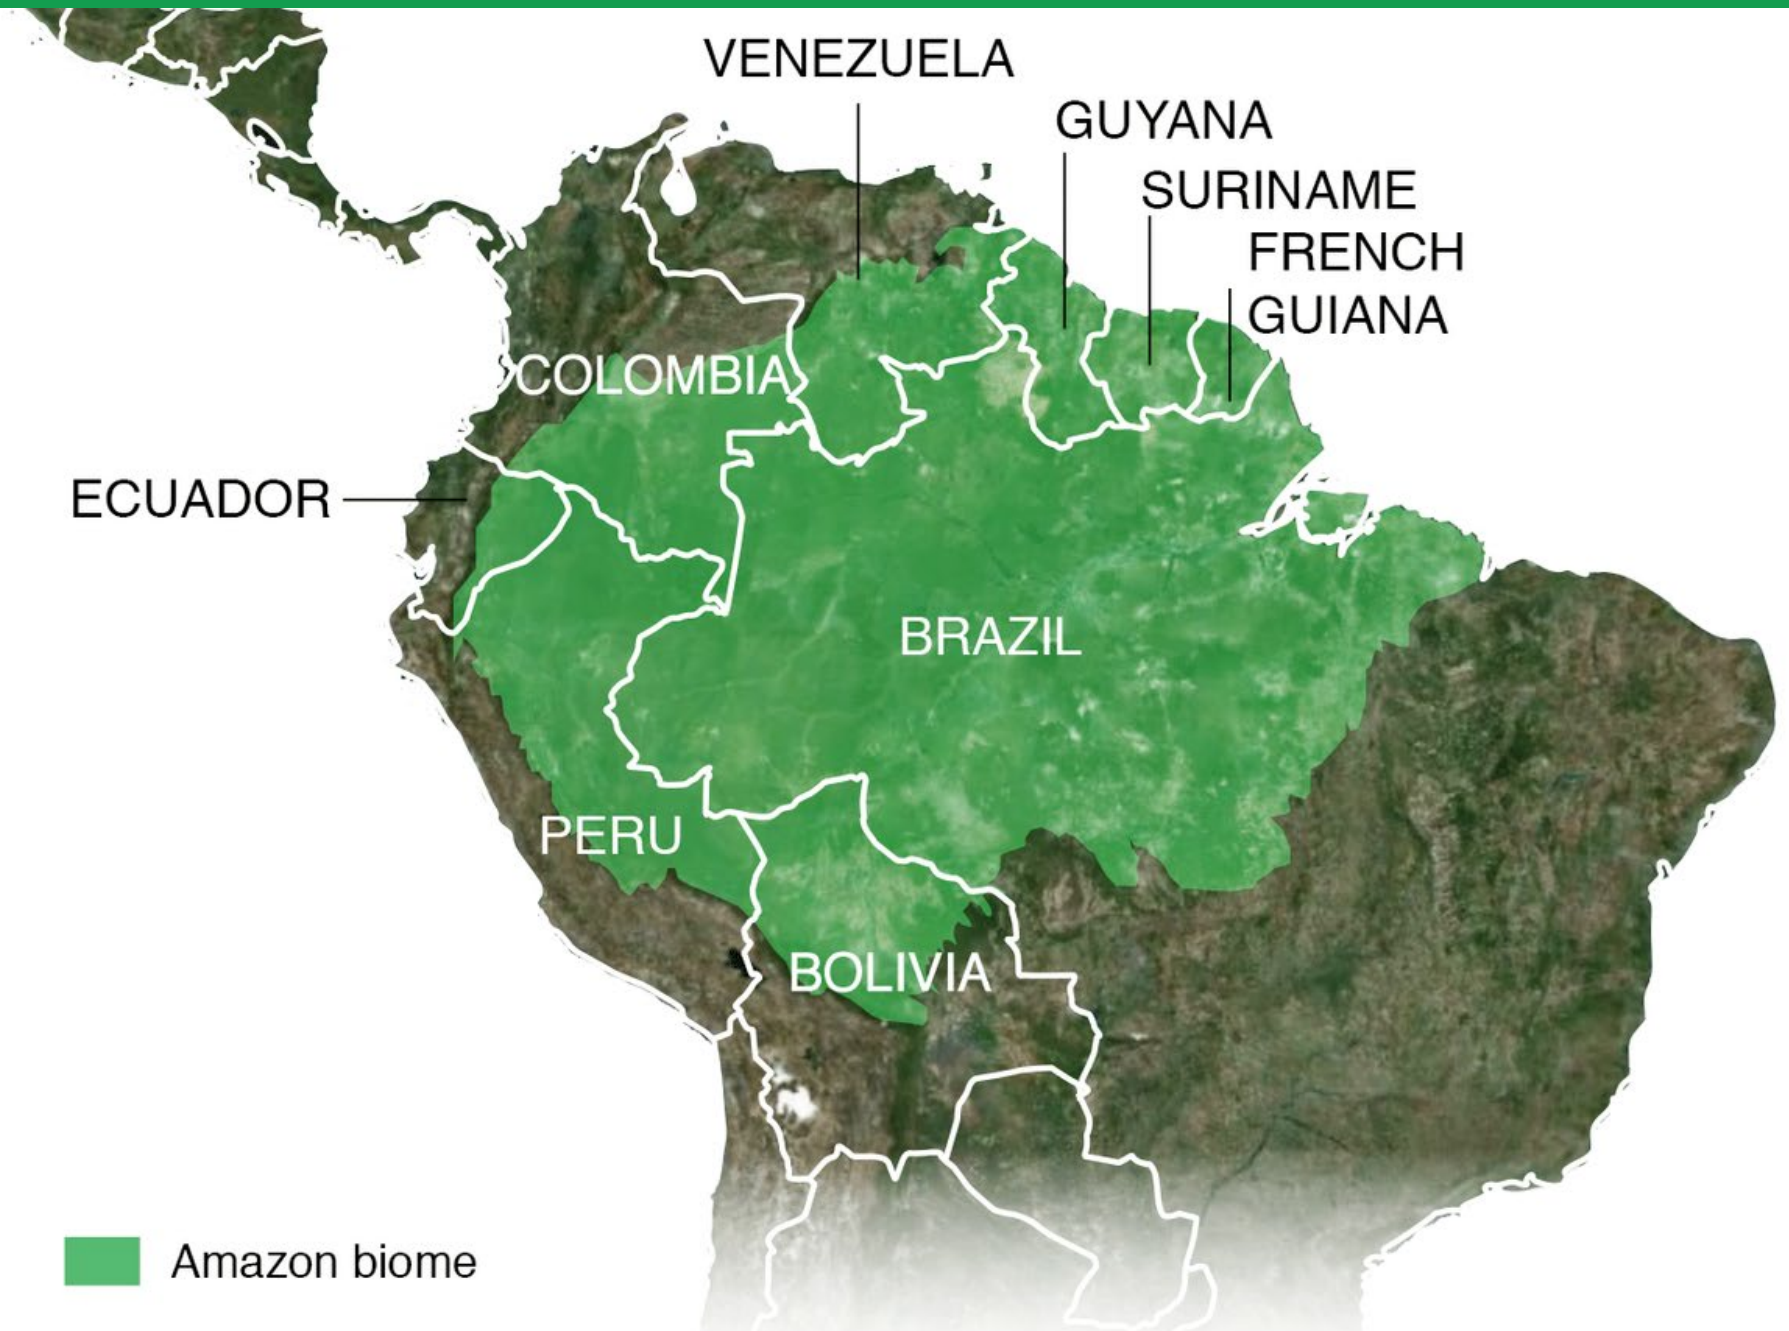 VENEZUELA
GUYANA
SURINAME
FRENCH
GUIANA
COLOMBIA
ECUADOR
BRAZIL
PERU
BOLIVIA
Amazon biome